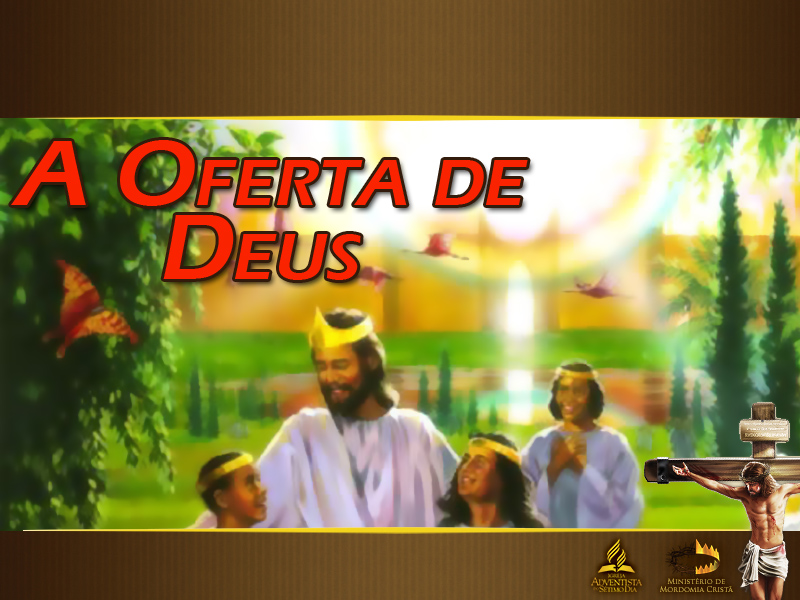 A Oferta de
Deus
Igreja
Adventista
do Sétimo Dia
Ministério de
Mordomia Cristã